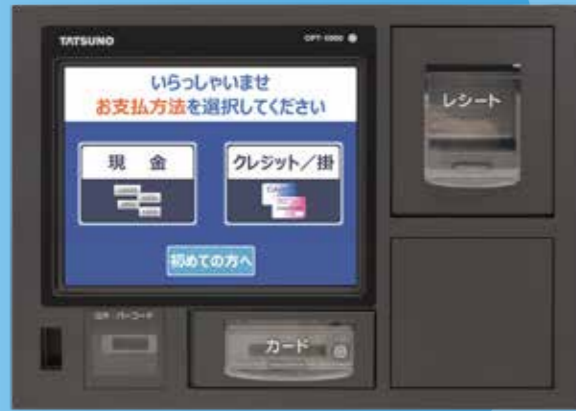 TATSUNO
OPT-5000
いらっしゃいませ
お支払方法を選択してください
現 金
クレジット／掛
初めての方へ
レシート
カード